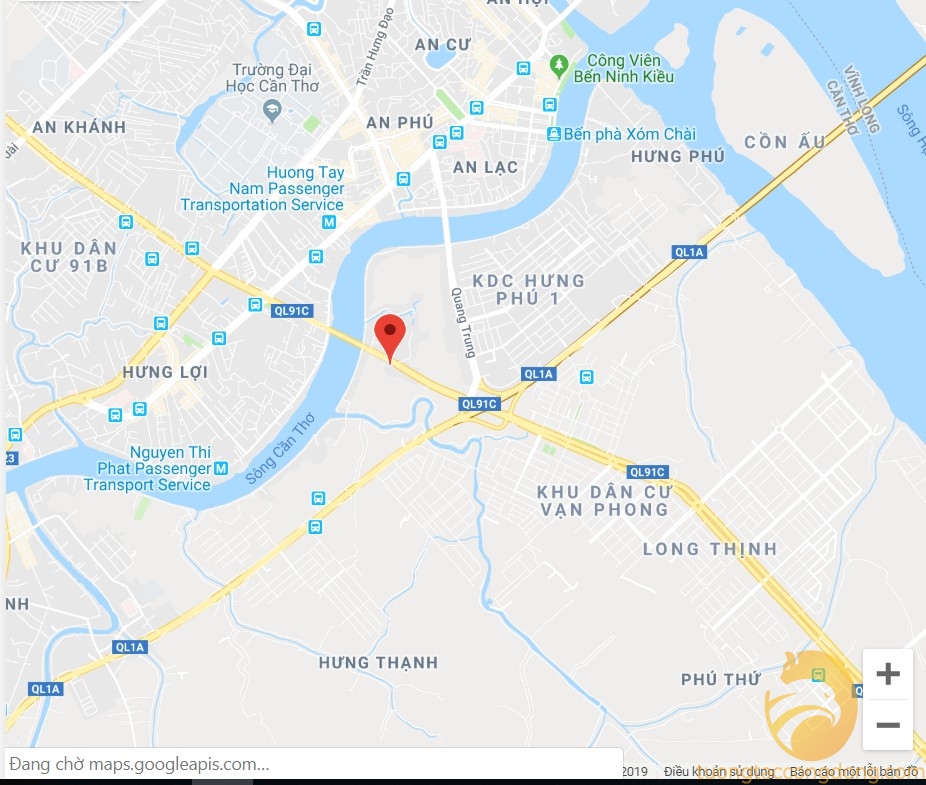 AN HỘI
AN CƯ
Trần Hưng Đạo
Công Viên
Bến Ninh Kiều
VĨNH LONG
CẦN THƠ
Trường Đại
Học Cần Thơ
AN KHÁNH
AN PHÚ
Bến phà Xóm Chài
CỒN ẤU
HƯNG PHÚ
AN LẠC
Huong Tay
Nam Passenger
Transportation Service
KHU DÂN
CƯ 91B
QL1A
KDC HƯNG
PHÚ 1
QL91C
Quang Trung
HƯNG LỢI
QL1A
QL91C
Sông Cần Thơ
Nguyen Thi
Phat Passenger
Transport Service
QL91C
KHU DÂN CƯ
VẠN PHONG
LONG THỊNH
NH
QL1A
HƯNG THẠNH
PHÚ THỨ
QL1A
Đang chờ maps.googleapis.com...
2019 Điều khoản sử dụng Báo cáo một lỗi bản đồ